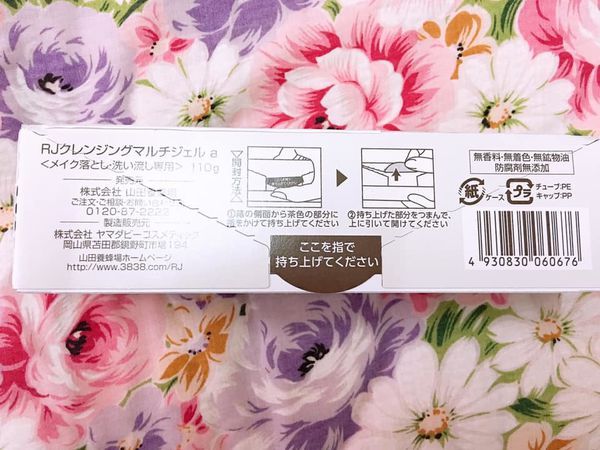 RJクレンジングマルチジェル a
<メイク落とし・洗い流し専用> 110g
発売元
株式会社 山田養蜂場
ご注文・ご相談・お問い合わせ
0120-87-2222
製造販売元
株式会社 ヤマダビーコスメティックス
岡山県苫田郡鏡野町市場194
山田養蜂場ホームページ
http://www.3838.com/RJ
開封方法
①箱の側面から茶色の部分に
指をかけて持ち上げてください。
②持ち上げた部分をつまんで、
上に引いて開けてください。
ここを指で
持ち上げてください
無香料・無着色・無鉱物油
防腐剤無添加
紙
ケース
プラ
チューブ:PE
キャップ:PP
4 930830 060676